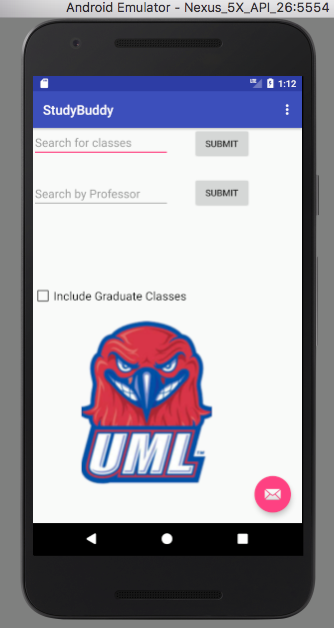 Android Emulator - Nexus_5X_API_26:5554
1:12
StudyBuddy
Search for classes SUBMIT
Search by Professor SUBMIT
Include Graduate Classes
UML